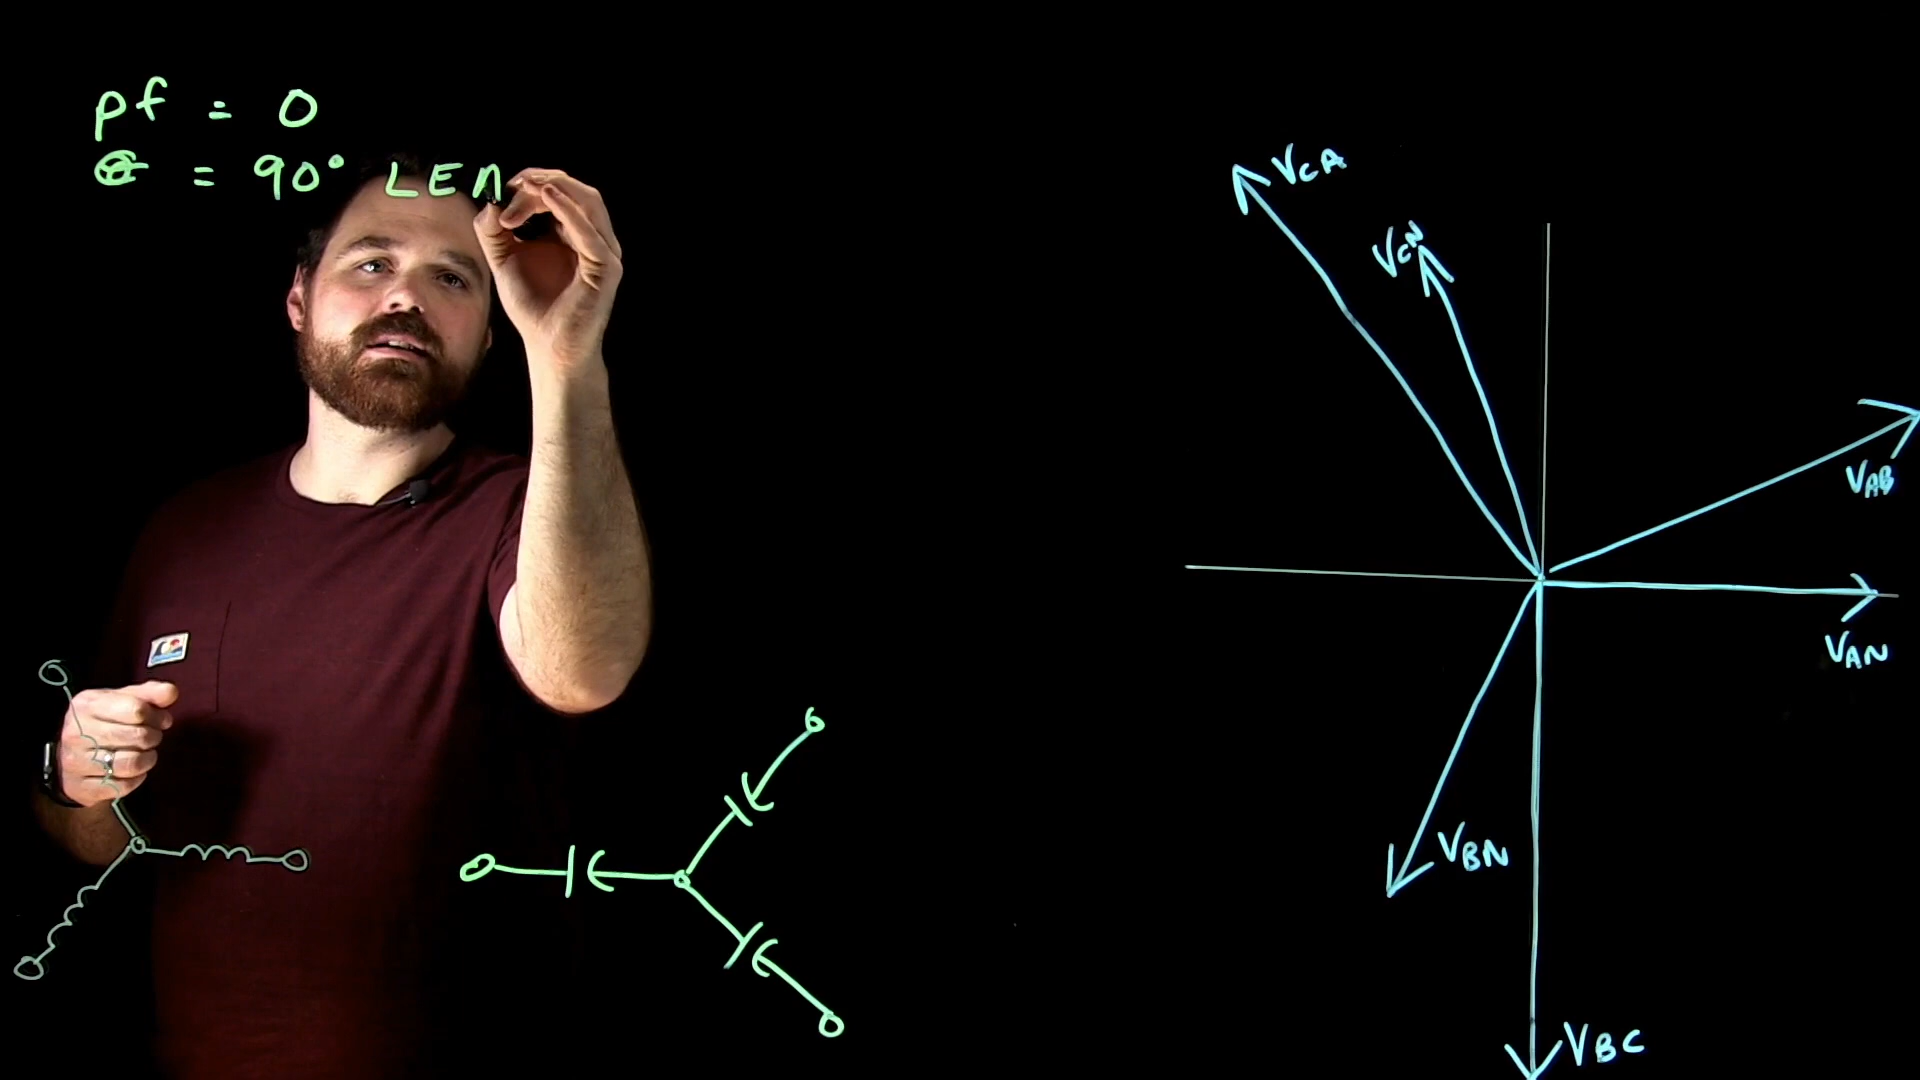 pf = 0
θ = 90° LEA
VCA
VCN
VAB
VAN
VBN
VBC